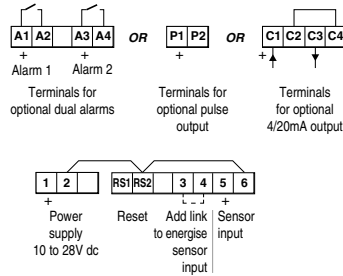 A1 A2 A3 A4 OR P1 P2 OR C1 C2 C3 C4
+ + + +
Alarm 1 Alarm 2
Terminals for
optional dual alarms
Terminals for
optional pulse
output
Terminals
for optional
4/20mA output
1 2 RS1 RS2 3 4 5 6
+ +
Power
supply
10 to 28V dc
Reset
Add link
to energise
sensor
input
Sensor
input